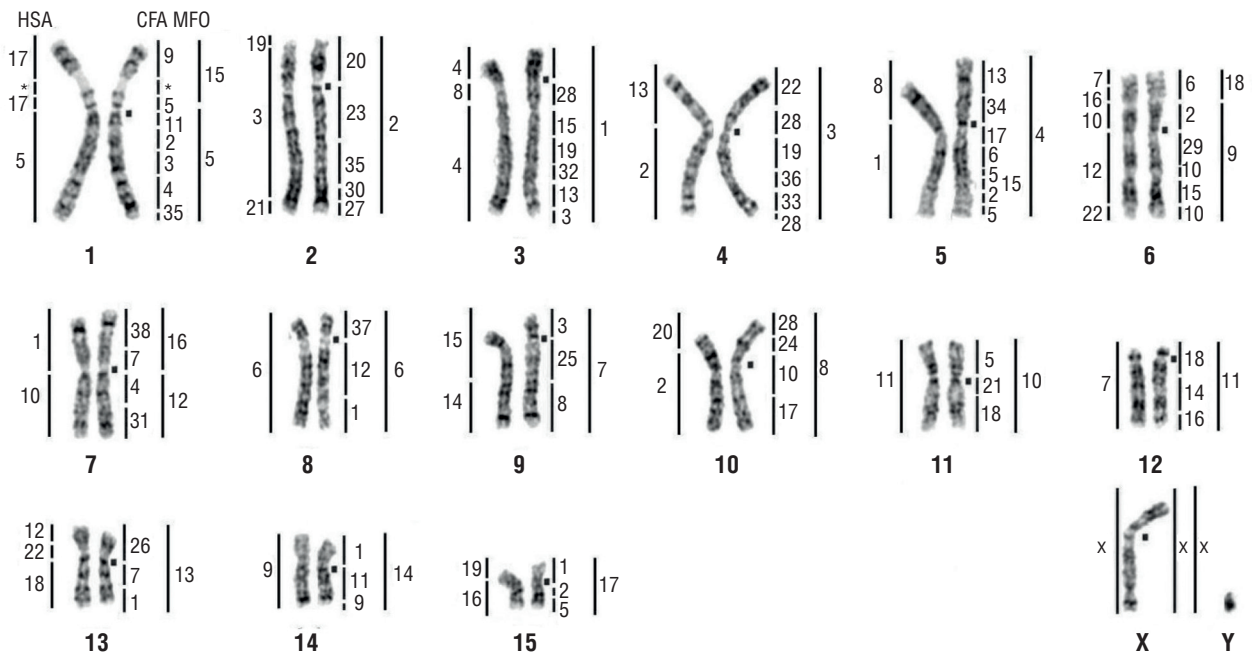 HSA CFA MFO
17 * 17 5 9 * 5 11 2 3 4 35 15 5
19 3 21 20 23 35 30 27 2
4 8 4 28 15 19 32 13 3 1
13 2 22 28 19 36 33 28 3
8 1 13 34 17 6 5 2 5 15 4
7 16 10 12 22 6 2 29 10 15 10 18 9
1 2 3 4 5 6
1 10 38 7 4 31 16 12
6 37 12 1 6
15 14 3 25 8 7
20 2 28 24 10 17 8
11 5 21 18 10
7 18 14 16 11
7 8 9 10 11 12
12 22 18 26 7 1 13
9 1 11 9 14
19 16 1 2 5 17
X X X
13 14 15 X Y